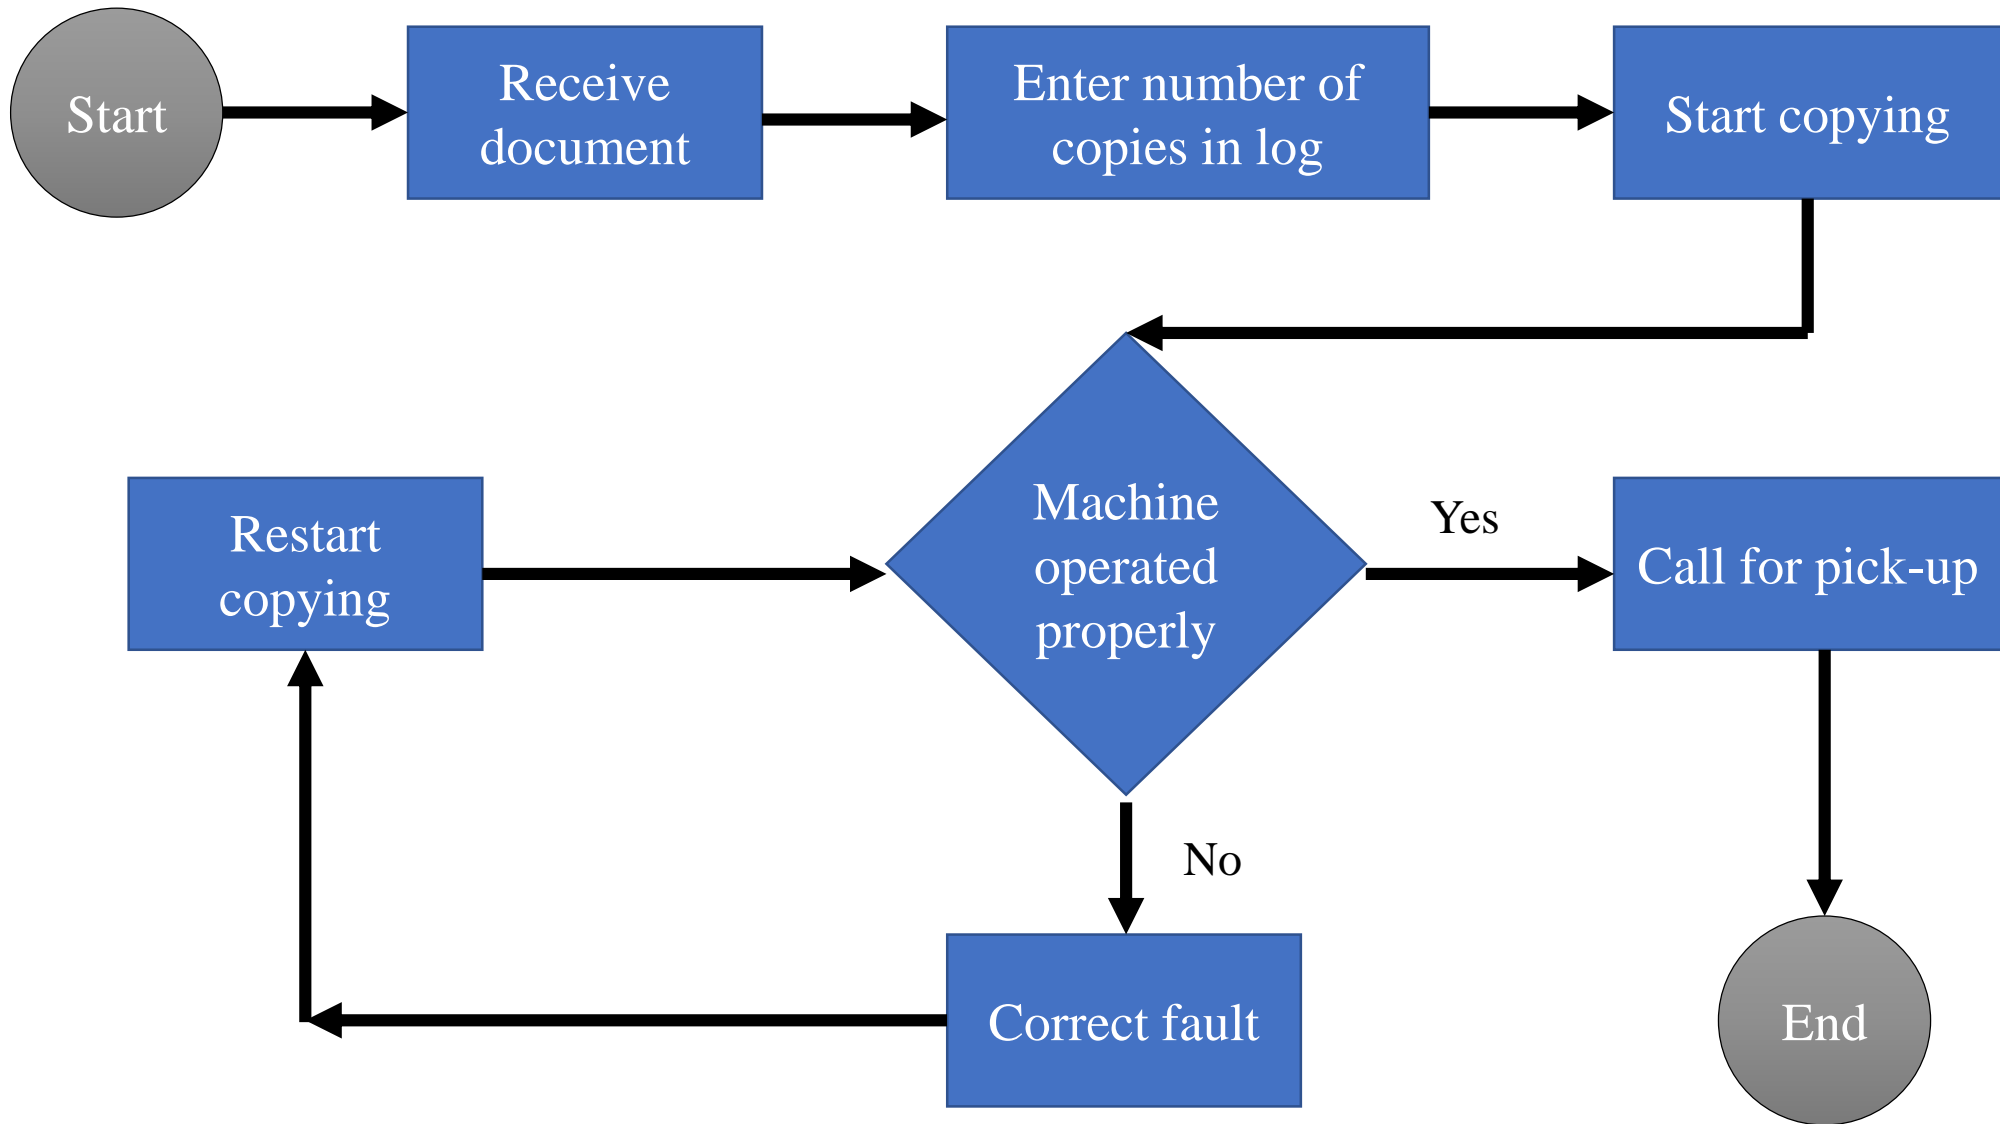 Start
Receive
document
Enter number of
copies in log
Start copying
Restart
copying
Machine
operated
properly
Yes
Call for pick-up
No
Correct fault
End